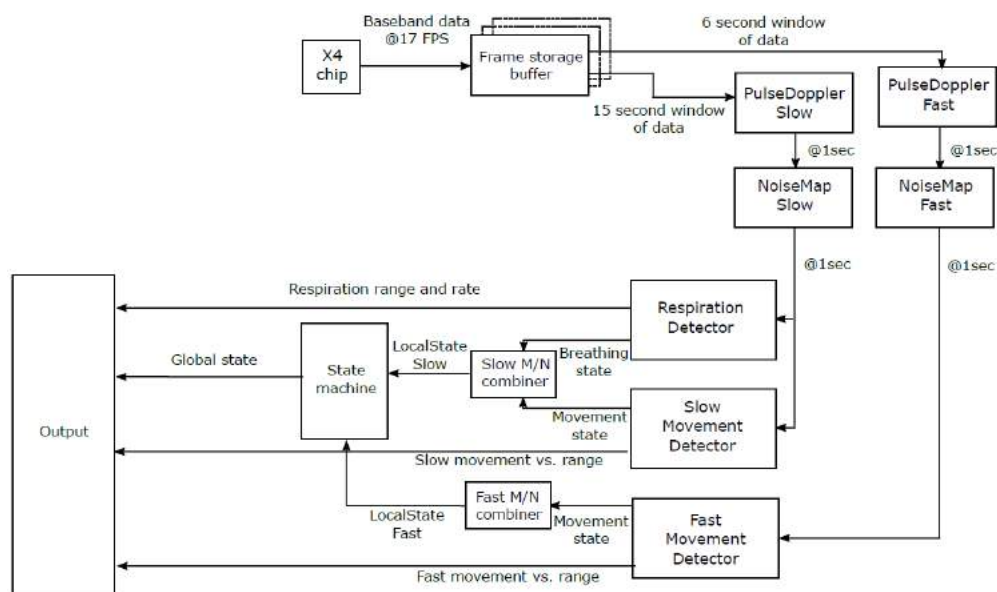 Baseband data
@17 FPS
6 second window
of data
X4
chip
Frame storage
buffer
15 second window
of data
PulseDoppler
Slow
PulseDoppler
Fast
@1sec
@1sec
NoiseMap
Slow
NoiseMap
Fast
@1sec
@1sec
Respiration range and rate
Respiration
Detector
Global state
State
machine
LocalState
Slow
Slow M/N
combiner
Breathing
state
Movement
state
Slow
Movement
Detector
Output
Slow movement vs. range
LocalState
Fast
Fast M/N
combiner
Movement
state
Fast
Movement
Detector
Fast movement vs. range